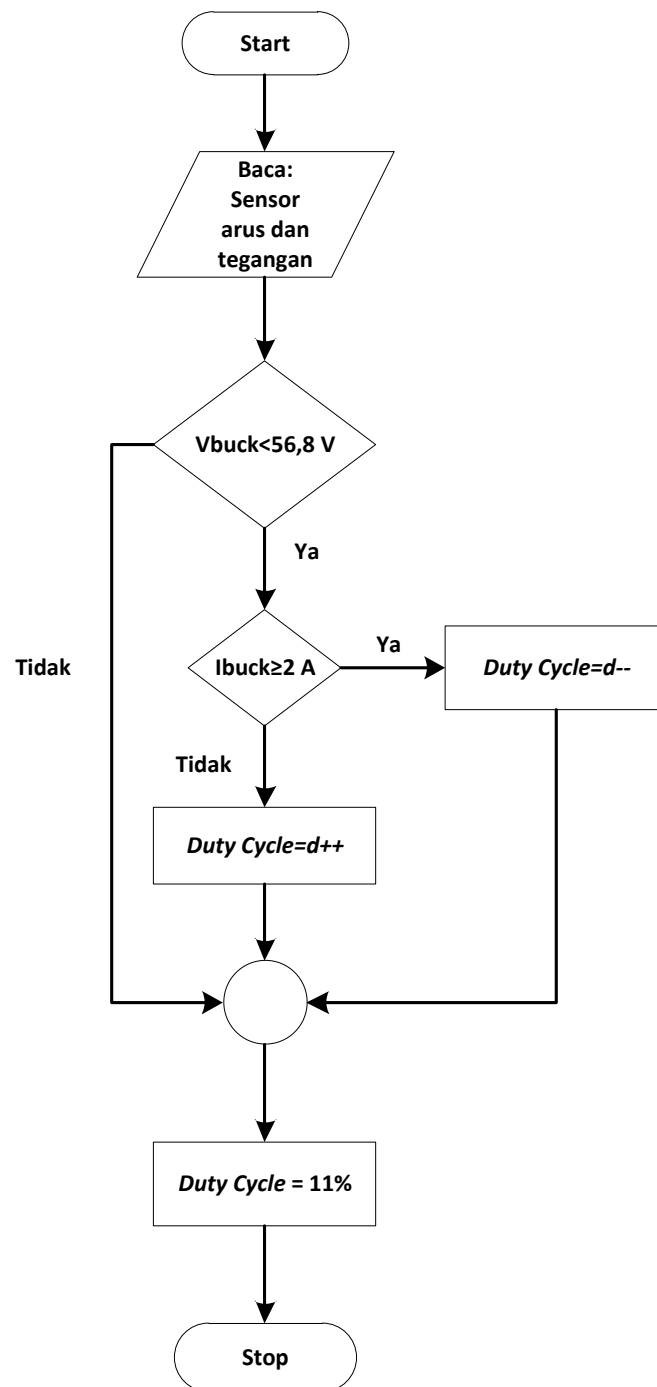 Start
Baca:
Sensor
arus dan
tegangan
Vbuck<56,8 V
Ya
Tidak
Ibuck≥2 A
Ya
Duty Cycle=d--
Tidak
Duty Cycle=d++
Duty Cycle = 11%
Stop